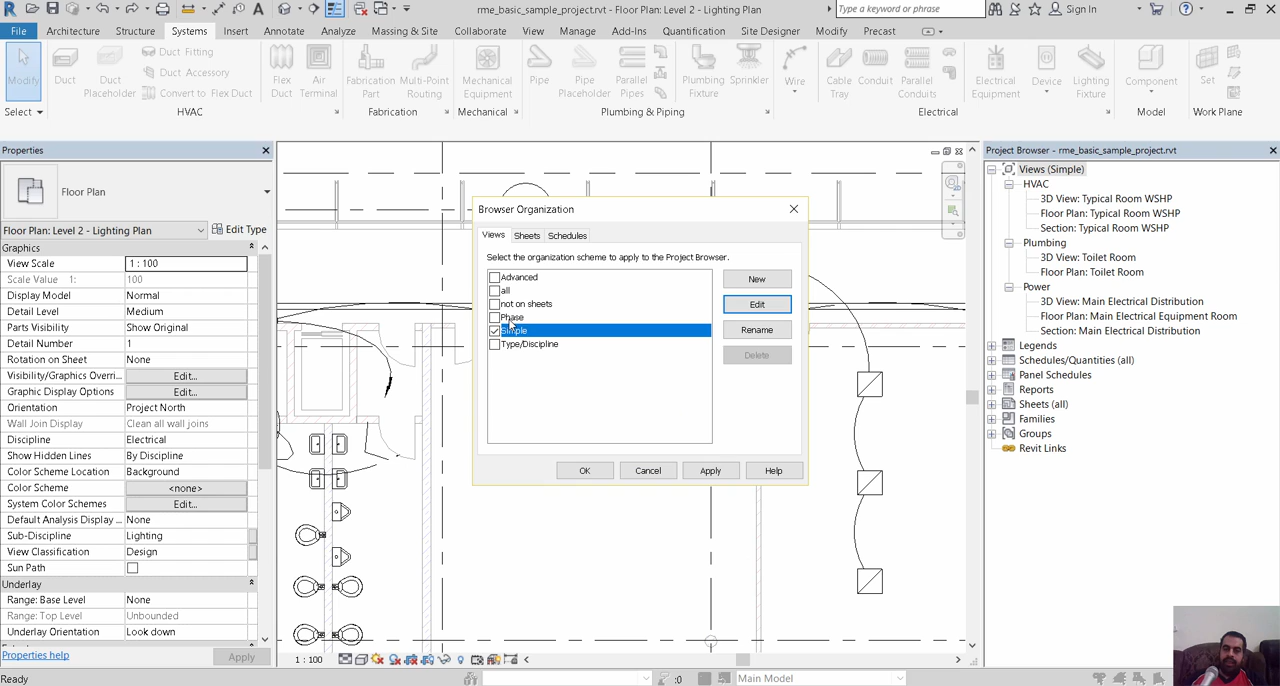 rme_basic_sample_project.rvt - Floor Plan: Level 2 - Lighting Plan
Type a keyword or phrase
Sign In
File Architecture Structure Systems Insert Annotate Analyze Massing & Site Collaborate View Manage Add-Ins Quantification Site Designer Modify Precast
Modify
Select
Duct
Duct Placeholder
Duct Fitting
Duct Accessory
Convert to Flex Duct
Flex Duct
Air Terminal
HVAC
Fabrication Part
Multi-Point Routing
Fabrication
Mechanical Equipment
Mechanical
Pipe
Pipe Placeholder
Parallel Pipes
Plumbing Fixture
Sprinkler
Plumbing & Piping
Wire
Cable Tray
Conduit
Parallel Conduits
Electrical Equipment
Device
Lighting Fixture
Electrical
Component
Model
Set
Work Plane
Properties
Floor Plan
Floor Plan: Level 2 - Lighting Plan Edit Type
Graphics
View Scale 1 : 100
Scale Value 1: 100
Display Model Normal
Detail Level Medium
Parts Visibility Show Original
Detail Number 1
Rotation on Sheet None
Visibility/Graphics Overri... Edit...
Graphic Display Options Edit...
Orientation Project North
Wall Join Display Clean all wall joins
Discipline Electrical
Show Hidden Lines By Discipline
Color Scheme Location Background
Color Scheme <none>
System Color Schemes Edit...
Default Analysis Display ... None
Sub-Discipline Lighting
View Classification Design
Sun Path
Underlay
Range: Base Level None
Range: Top Level Unbounded
Underlay Orientation Look down
Properties help Apply
Ready
Browser Organization
Views Sheets Schedules
Select the organization scheme to apply to the Project Browser.
Advanced
all
not on sheets
Phase
Simple
Type/Discipline
New
Edit
Rename
Delete
OK Cancel Apply Help
1 : 100
:0
Main Model
Project Browser - rme_basic_sample_project.rvt
Views (Simple)
HVAC
3D View: Typical Room WSHP
Floor Plan: Typical Room WSHP
Section: Typical Room WSHP
Plumbing
3D View: Toilet Room
Floor Plan: Toilet Room
Power
3D View: Main Electrical Distribution
Floor Plan: Main Electrical Equipment Room
Section: Main Electrical Distribution
Legends
Schedules/Quantities (all)
Panel Schedules
Reports
Sheets (all)
Families
Groups
Revit Links